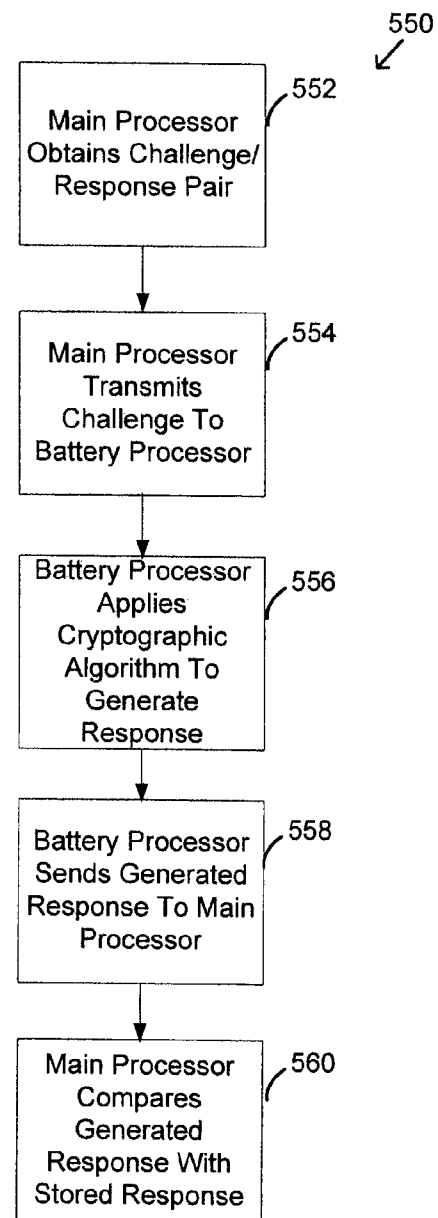 550
552
Main Processor
Obtains Challenge/
Response Pair
554
Main Processor
Transmits
Challenge To
Battery Processor
556
Battery Processor
Applies
Cryptographic
Algorithm To
Generate
Response
558
Battery Processor
Sends Generated
Response To Main
Processor
560
Main Processor
Compares
Generated
Response With
Stored Response